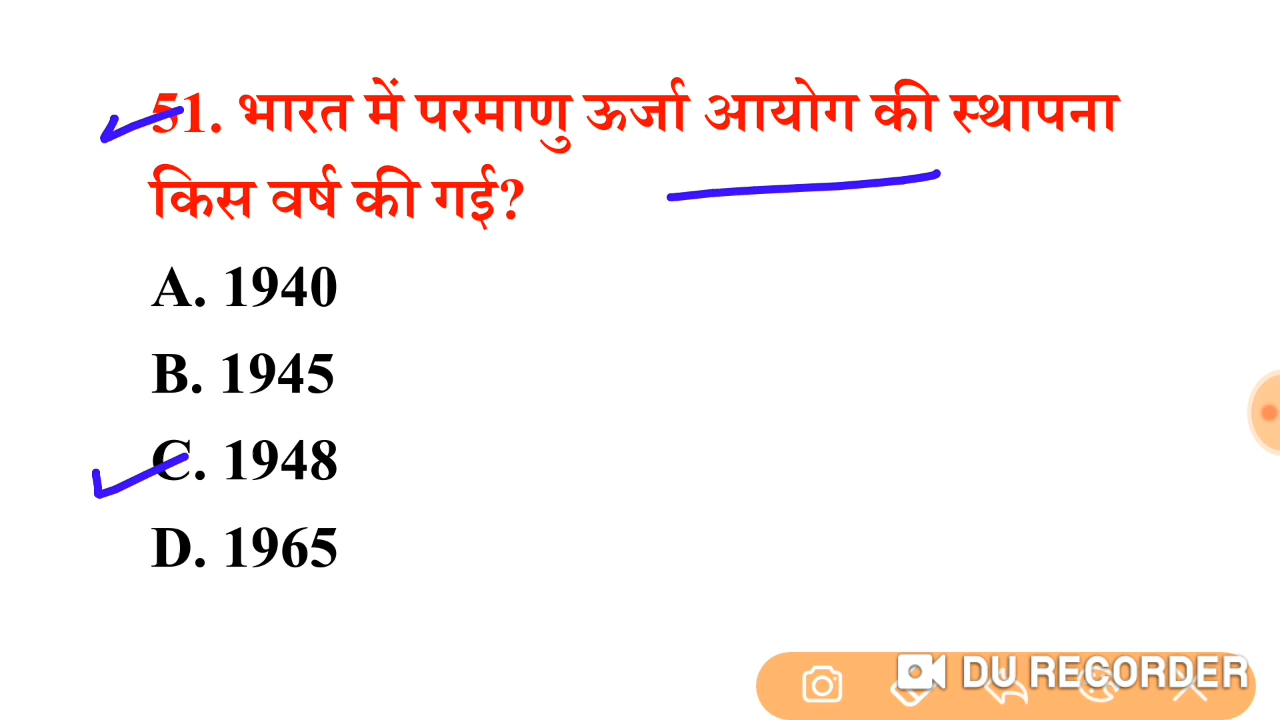 51. भारत में परमाणु ऊर्जा आयोग की स्थापना
किस वर्ष की गई?
A. 1940
B. 1945
C. 1948
D. 1965
DU RECORDER